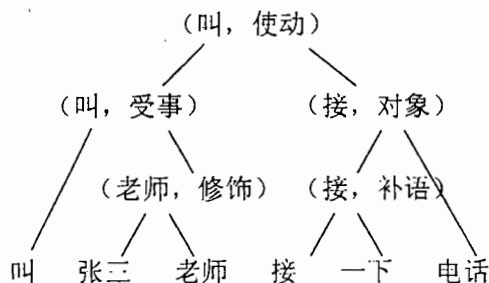 （叫，使动）
（叫，受事） （接，对象）
（老师，修饰） （接，补语）
叫 张三 老师 接 一下 电话